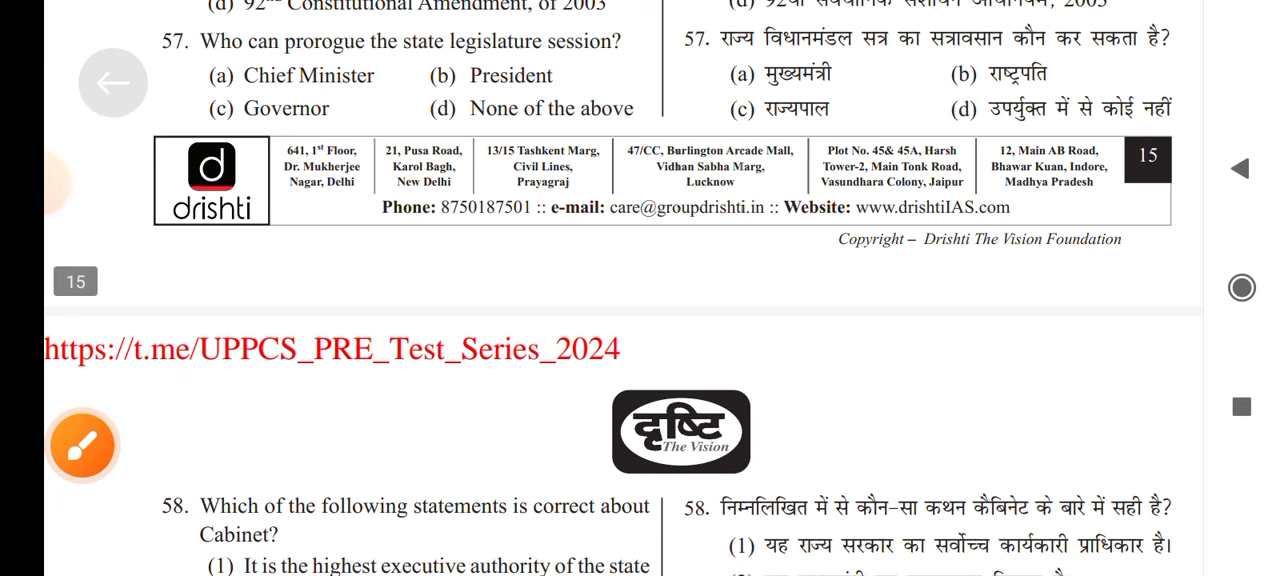 (d) 92nd Constitutional Amendment, of 2003
57. Who can prorogue the state legislature session?
(a) Chief Minister (b) President
(c) Governor (d) None of the above
57. राज्य विधानमंडल सत्र का सत्रावसान कौन कर सकता है?
(a) मुख्यमंत्री (b) राष्ट्रपति
(c) राज्यपाल (d) उपर्युक्त में से कोई नहीं
d
drishti
641, 1st Floor,
Dr. Mukherjee
Nagar, Delhi
21, Pusa Road,
Karol Bagh,
New Delhi
13/15 Tashkent Marg,
Civil Lines,
Prayagraj
47/CC, Burlington Arcade Mall,
Vidhan Sabha Marg,
Lucknow
Plot No. 45& 45A, Harsh
Tower-2, Main Tonk Road,
Vasundhara Colony, Jaipur
12, Main AB Road,
Bhawar Kuan, Indore,
Madhya Pradesh
15
Phone: 8750187501 :: e-mail: care@groupdrishti.in :: Website: www.drishtiIAS.com
Copyright – Drishti The Vision Foundation
15
https://t.me/UPPCS_PRE_Test_Series_2024
दृष्टि
The Vision
58. Which of the following statements is correct about
Cabinet?
(1) It is the highest executive authority of the state
58. निम्नलिखित में से कौन-सा कथन कैबिनेट के बारे में सही है?
(1) यह राज्य सरकार का सर्वोच्च कार्यकारी प्राधिकार है।